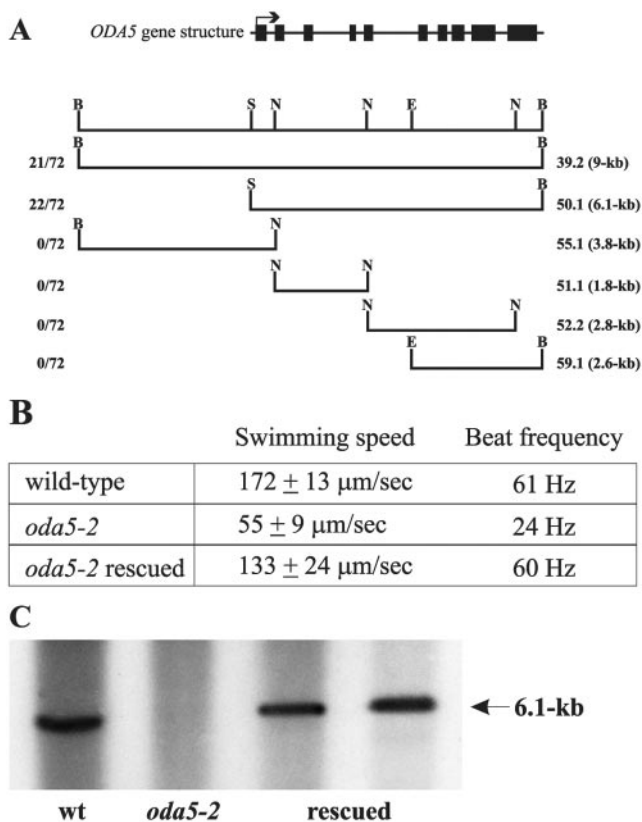 A
ODA5 gene structure
B S N N E N B
B B
21/72 39.2 (9-kb)
S B
22/72 50.1 (6.1-kb)
B N
0/72 55.1 (3.8-kb)
N N
0/72 51.1 (1.8-kb)
N N
0/72 52.2 (2.8-kb)
E B
0/72 59.1 (2.6-kb)
B
Swimming speed Beat frequency
wild-type 172 ± 13 μm/sec 61 Hz
oda5-2 55 ± 9 μm/sec 24 Hz
oda5-2 rescued 133 ± 24 μm/sec 60 Hz
C
6.1-kb
wt oda5-2 rescued